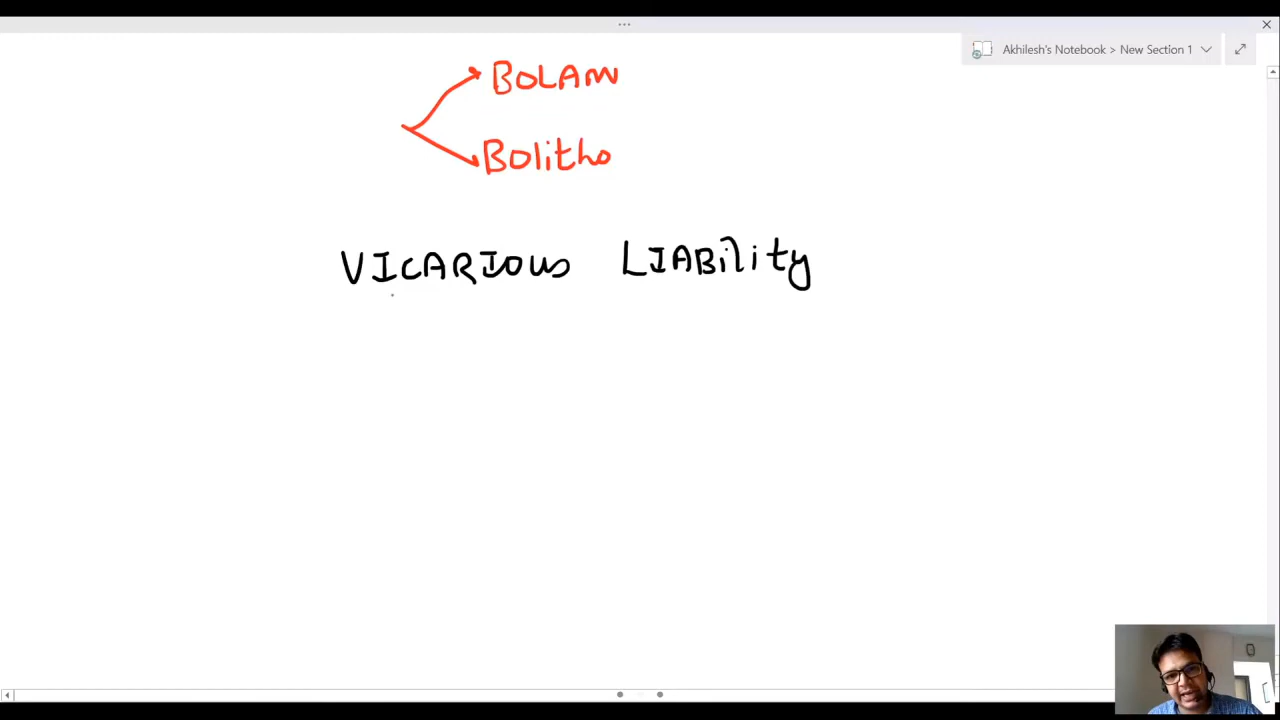 Akhilesh's Notebook > New Section 1
BOLAM
Bolitho
VICARIOUS LIABility